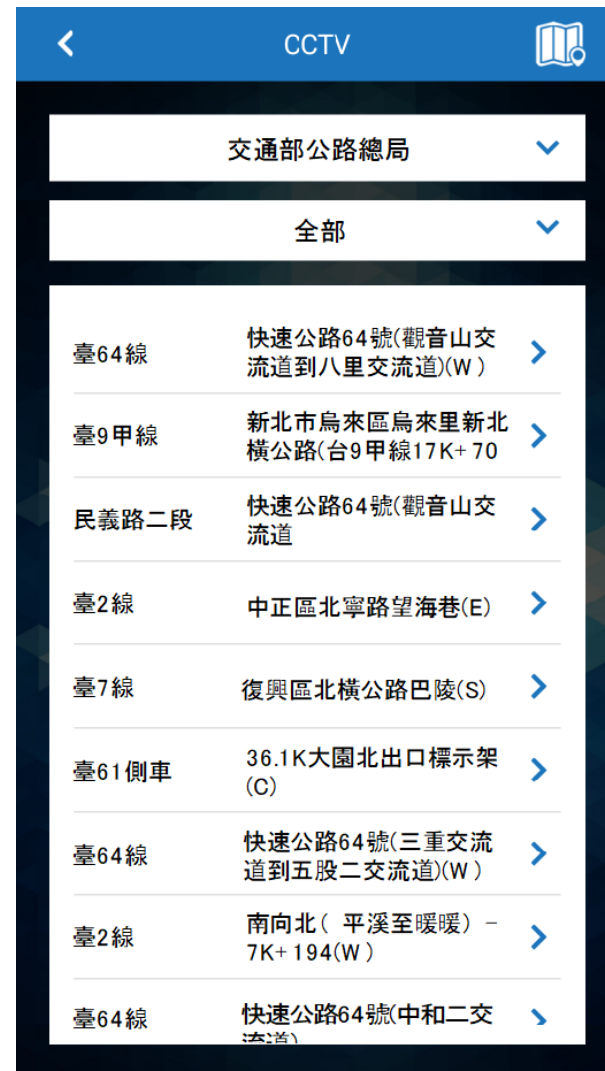 CCTV
交通部公路總局
全部
臺64線
快速公路64號(觀音山交
流道到八里交流道)(W)
臺9甲線
新北市烏來區烏來里新北
橫公路(台9甲線17K+70
民義路二段
快速公路64號(觀音山交
流道
臺2線
中正區北寧路望海巷(E)
臺7線
復興區北橫公路巴陵(S)
臺61側車
36.1K大園北出口標示架
(C)
臺64線
快速公路64號(三重交流
道到五股二交流道)(W)
臺2線
南向北( 平溪至暖暖) -
7K+194(W)
臺64線
快速公路64號(中和二交
流道)